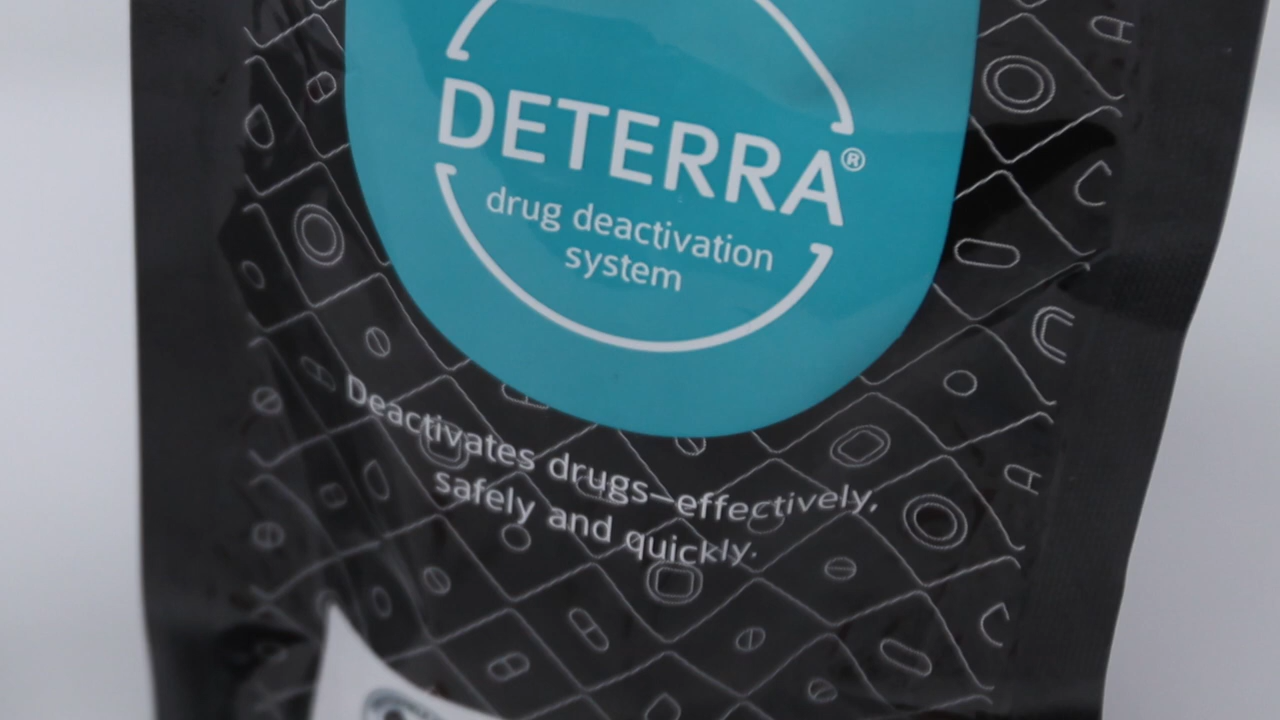 DETERRA®
drug deactivation
system
Deactivates drugs—effectively,
safely and quickly.